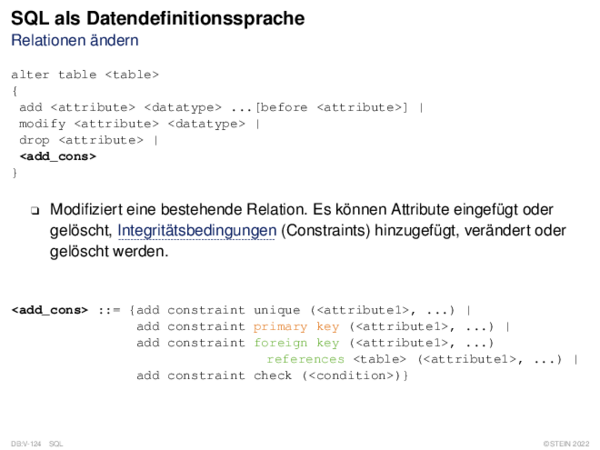 SQL als Datendefinitionssprache
Relationen ändern
alter table <table>
{
add <attribute> <datatype> ...[before <attribute>] |
modify <attribute> <datatype> |
drop <attribute> |
<add_cons>
}
❑ Modifiziert eine bestehende Relation. Es können Attribute eingefügt oder
gelöscht, Integritätsbedingungen (Constraints) hinzugefügt, verändert oder
gelöscht werden.
<add_cons> ::= {add constraint unique (<attribute1>, ...) |
add constraint primary key (<attribute1>, ...) |
add constraint foreign key (<attribute1>, ...)
references <table> (<attribute1>, ...) |
add constraint check (<condition>)}
DB:V-124 SQL ©STEIN 2022